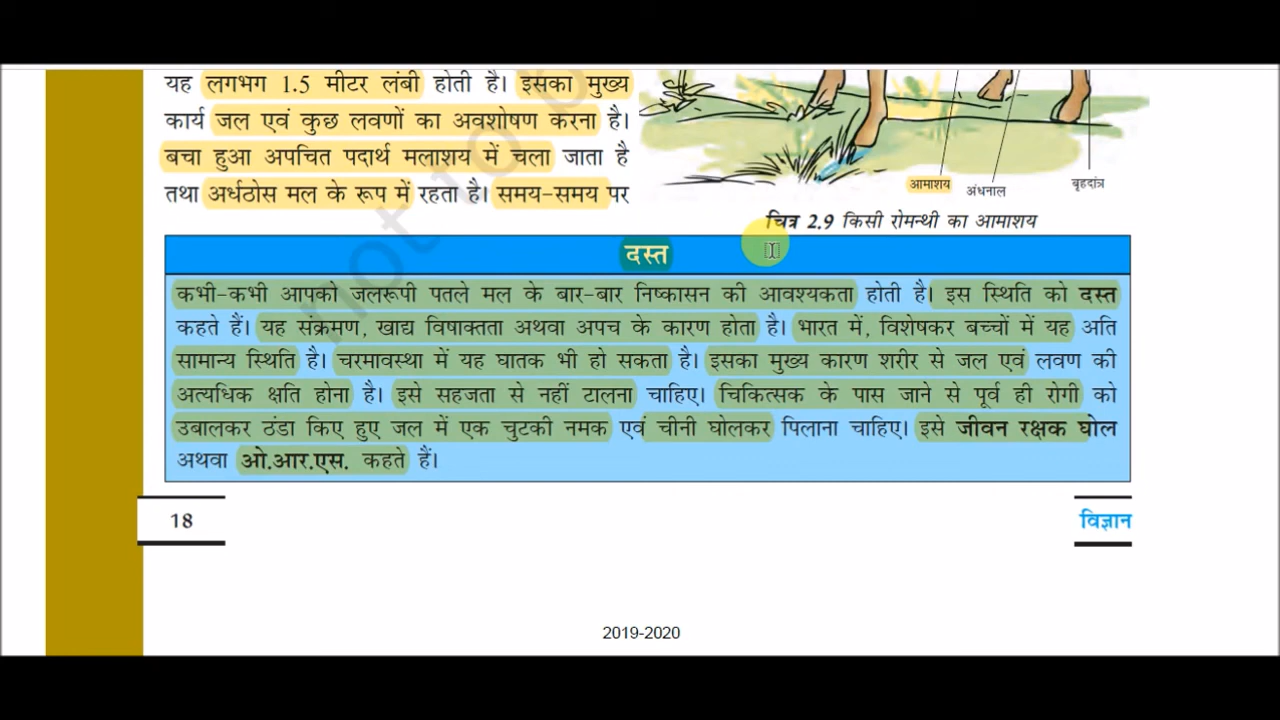 यह लगभग 1.5 मीटर लंबी होती है। इसका मुख्य
कार्य जल एवं कुछ लवणों का अवशोषण करना है।
बचा हुआ अपचित पदार्थ मलाशय में चला जाता है
तथा अर्धठोस मल के रूप में रहता है। समय-समय पर
आमाशय
अंधनाल
बृहदांत्र
चित्र 2.9 किसी रोमन्थी का आमाशय
दस्त
कभी-कभी आपको जलरूपी पतले मल के बार-बार निष्कासन की आवश्यकता होती है। इस स्थिति को दस्त
कहते हैं। यह संक्रमण, खाद्य विषाक्तता अथवा अपच के कारण होता है। भारत में, विशेषकर बच्चों में यह अति
सामान्य स्थिति है। चरमावस्था में यह घातक भी हो सकता है। इसका मुख्य कारण शरीर से जल एवं लवण की
अत्यधिक क्षति होना है। इसे सहजता से नहीं टालना चाहिए। चिकित्सक के पास जाने से पूर्व ही रोगी को
उबालकर ठंडा किए हुए जल में एक चुटकी नमक एवं चीनी घोलकर पिलाना चाहिए। इसे जीवन रक्षक घोल
अथवा ओ.आर.एस. कहते हैं।
18
विज्ञान
2019-2020
not to b